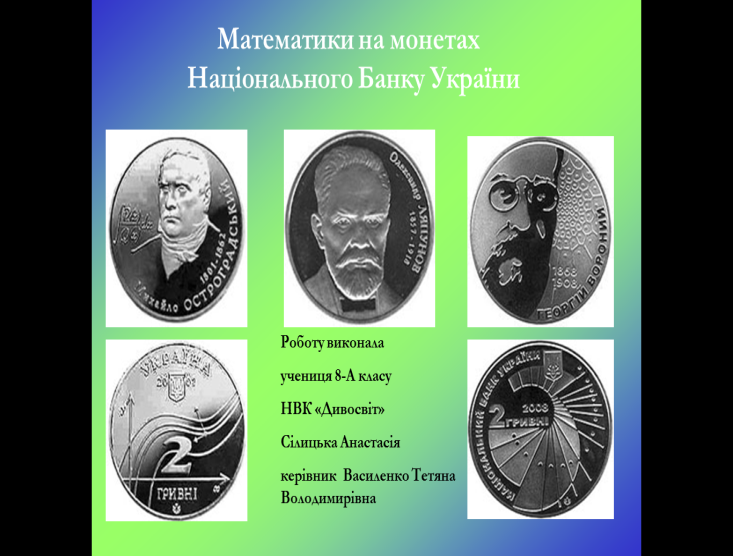 Математики на монетах
Національного Банку України
Михайло ОСТРОГРАДСЬКИЙ
1801-1862
Олександр ЛЯПУНОВ
1857-1918
1868
1908
ГЕОРГІЙ ВОРОНИЙ
УКРАЇНА
2
ГРИВНІ
Роботу виконала
учениця 8-А класу
НВК «Дивосвіт»
Сілицька Анастасія
керівник Василенко Тетяна
Володимирівна
НАЦІОНАЛЬНИЙ БАНК УКРАЇНИ
2008
2
ГРИВНІ